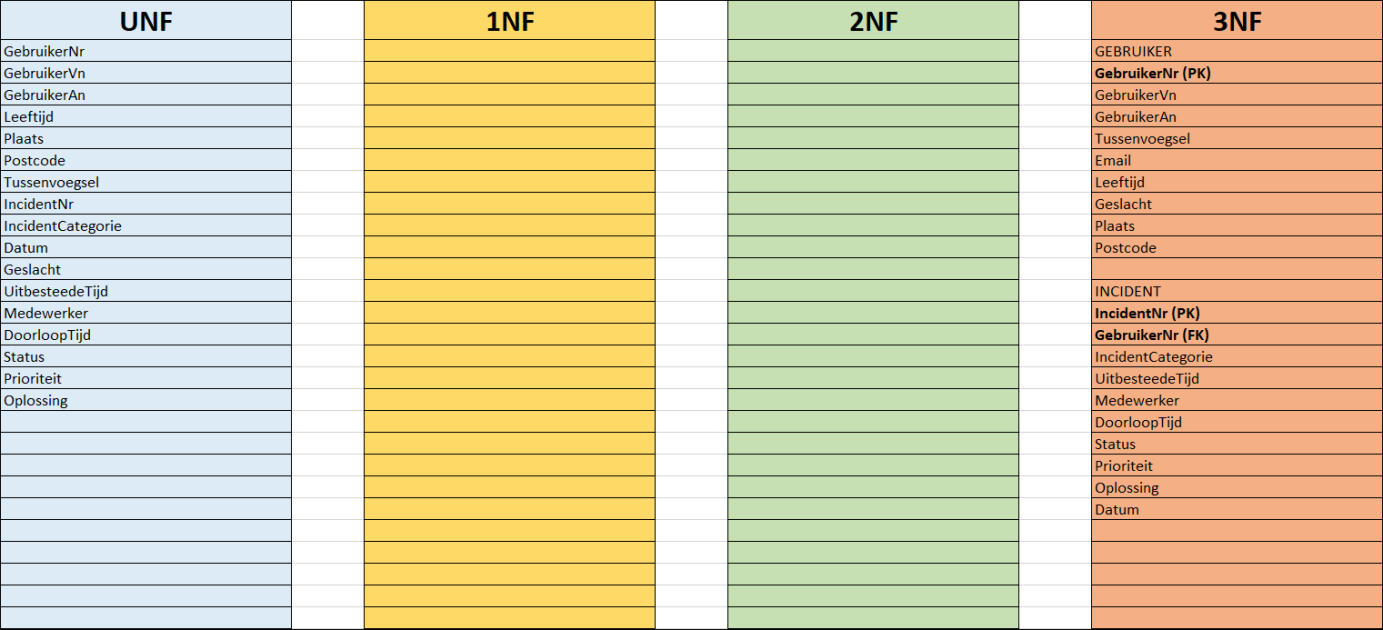 UNF
GebruikerNr
GebruikerVn
GebruikerAn
Leeftijd
Plaats
Postcode
Tussenvoegsel
IncidentNr
IncidentCategorie
Datum
Geslacht
UitbesteedeTijd
Medewerker
DoorloopTijd
Status
Prioriteit
Oplossing
1NF
2NF
3NF
GEBRUIKER
GebruikerNr (PK)
GebruikerVn
GebruikerAn
Tussenvoegsel
Email
Leeftijd
Geslacht
Plaats
Postcode
INCIDENT
IncidentNr (PK)
GebruikerNr (FK)
IncidentCategorie
UitbesteedeTijd
Medewerker
DoorloopTijd
Status
Prioriteit
Oplossing
Datum